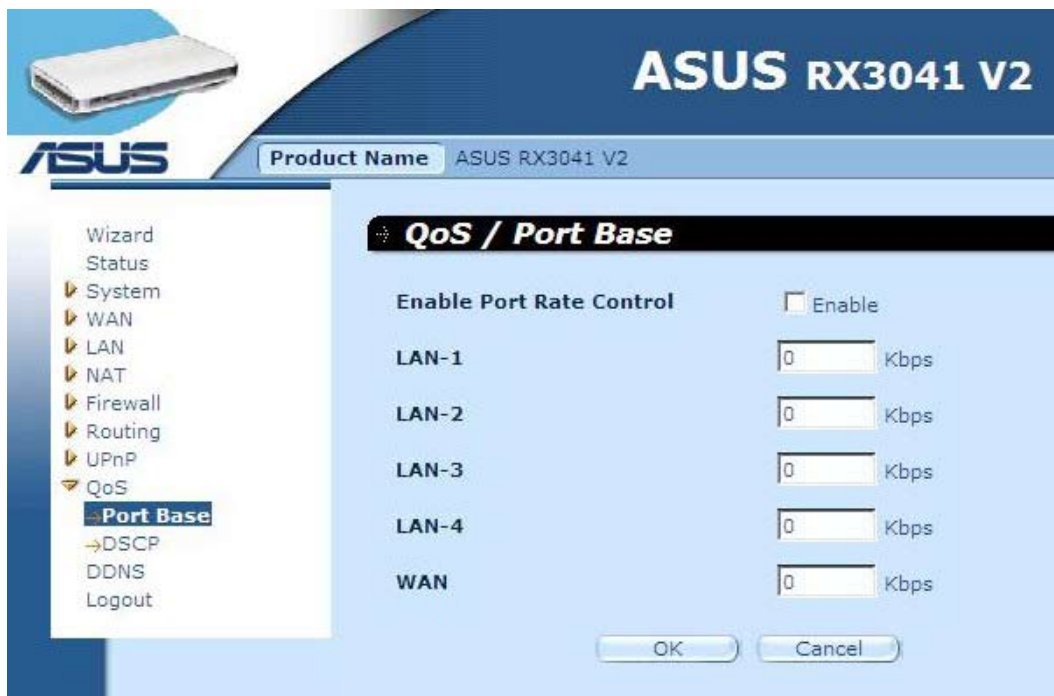 ASUS RX3041 V2
ASUS
Product Name ASUS RX3041 V2
Wizard
Status
System
WAN
LAN
NAT
Firewall
Routing
UPnP
QoS
Port Base
DSCP
DDNS
Logout
QoS / Port Base
Enable Port Rate Control Enable
LAN-1 0 Kbps
LAN-2 0 Kbps
LAN-3 0 Kbps
LAN-4 0 Kbps
WAN 0 Kbps
OK Cancel